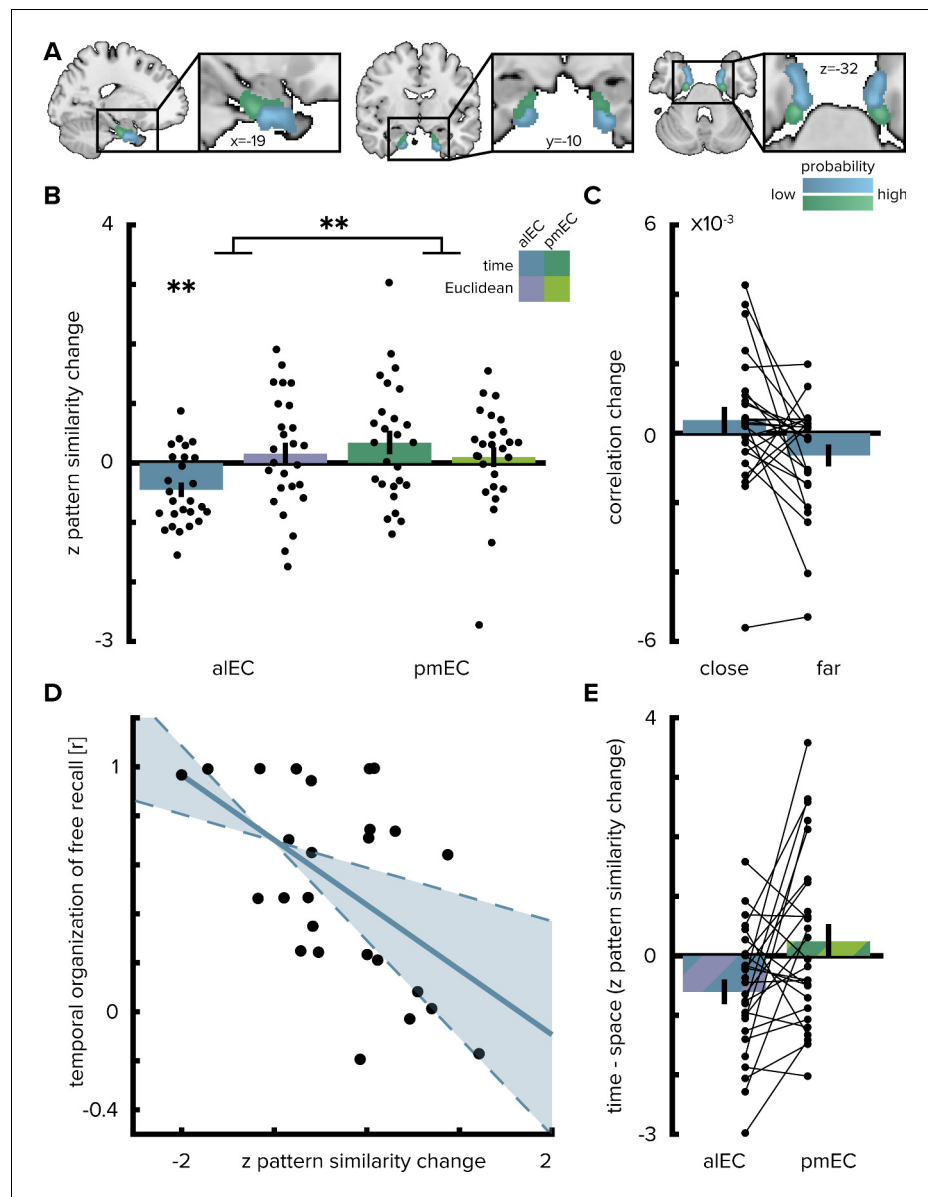 A
x=-19
y=-10
z=-32
probability
low high
B
4
0
-3
z pattern similarity change
**
**
alEC pmEC
time
Euclidean
alEC pmEC
C
x10⁻³
6
0
-6
correlation change
close far
D
1
0
-0.4
temporal organization of free recall [r]
-2 z pattern similarity change 2
E
4
0
-3
time - space (z pattern similarity change)
alEC pmEC